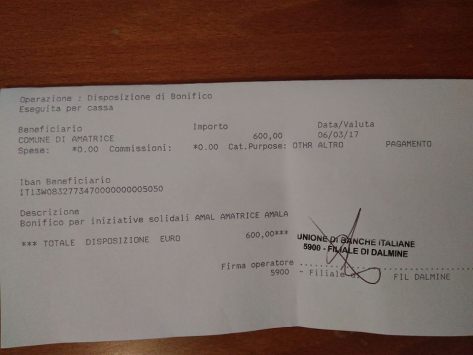 Operazione : Disposizione di Bonifico
Eseguita per cassa
Beneficiario Importo Data/Valuta
COMUNE DI AMATRICE 600,00 06/03/17
Spese: *0.00 Commissioni: *0.00 Cat.Purpose: OTHR ALTRO PAGAMENTO
Iban Beneficiario
IT13W0832773470000000005050
Descrizione
Bonifico per iniziative solidali AMAL AMATRICE AMALA
*** TOTALE DISPOSIZIONE EURO 600,00***
UNIONE DI BANCHE ITALIANE
5900 - FILIALE DI DALMINE
Firma operatore ..................
5900 - Filiale di FIL DALMINE